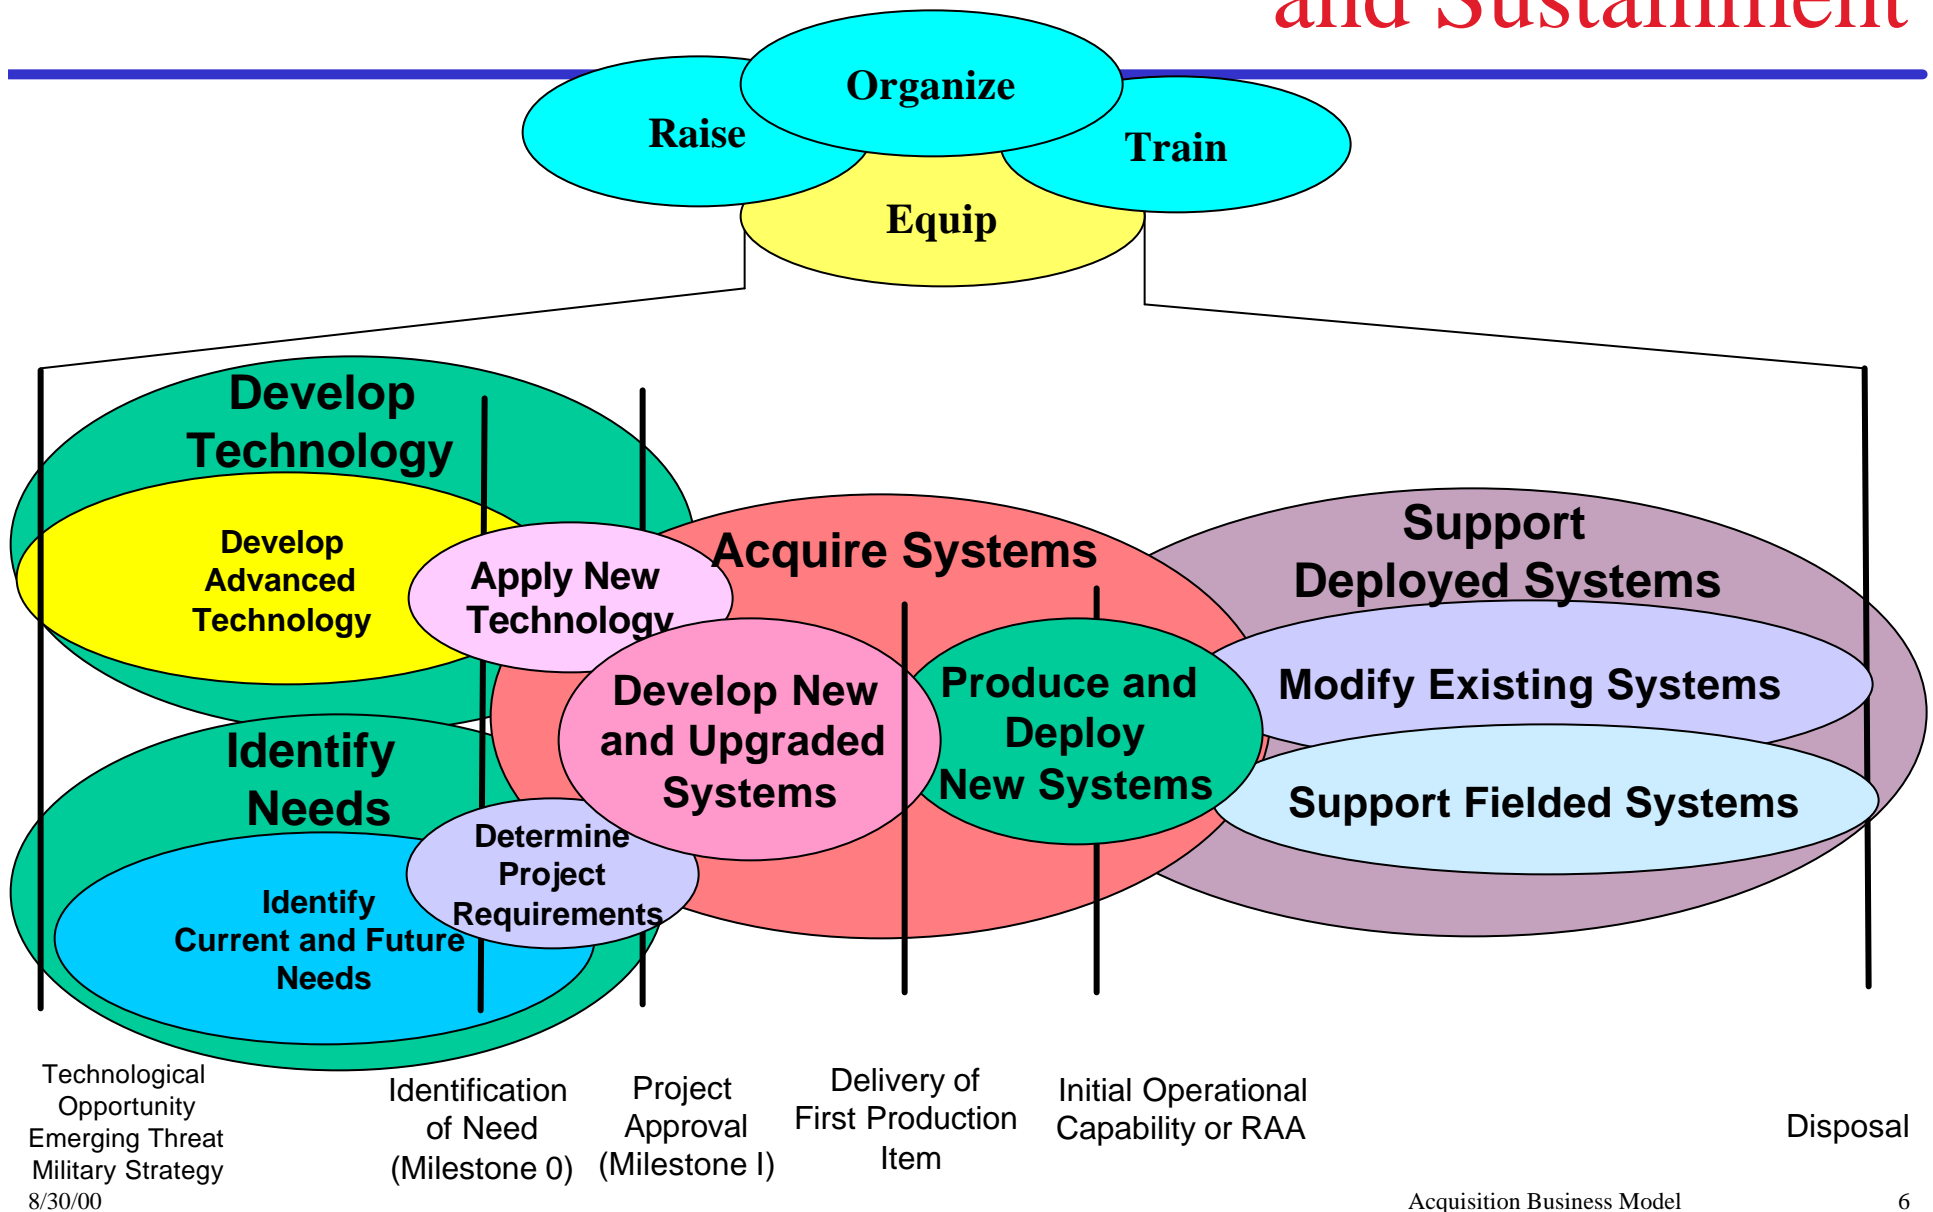 and Sustainment
Organize
Raise
Train
Equip
Develop
Technology
Develop
Advanced
Technology
Apply New
Technology
Acquire Systems
Support
Deployed Systems
Develop New
and Upgraded
Systems
Produce and
Deploy
New Systems
Modify Existing Systems
Support Fielded Systems
Identify
Needs
Determine
Project
Requirements
Identify
Current and Future
Needs
Technological
Opportunity
Emerging Threat
Military Strategy
Identification
of Need
(Milestone 0)
Project
Approval
(Milestone I)
Delivery of
First Production
Item
Initial Operational
Capability or RAA
Disposal
8/30/00
Acquisition Business Model
6